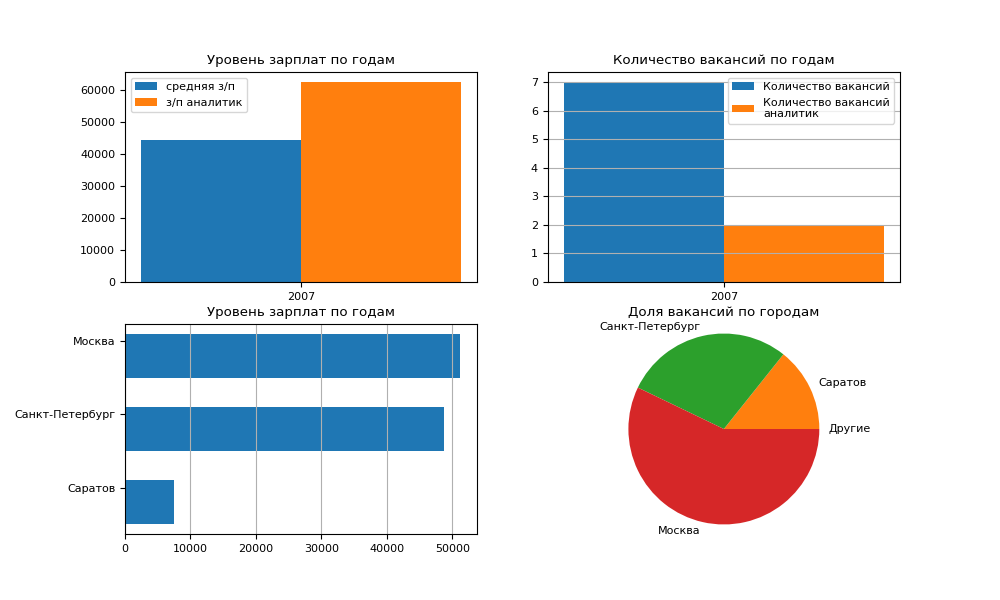 Уровень зарплат по годам
средняя з/п
з/п аналитик
60000
50000
40000
30000
20000
10000
0
2007
Количество вакансий по годам
Количество вакансий
Количество вакансий
аналитик
7
6
5
4
3
2
1
0
2007
Уровень зарплат по годам
Москва
Санкт-Петербург
Саратов
0 10000 20000 30000 40000 50000
Доля вакансий по городам
Санкт-Петербург
Саратов
Другие
Москва